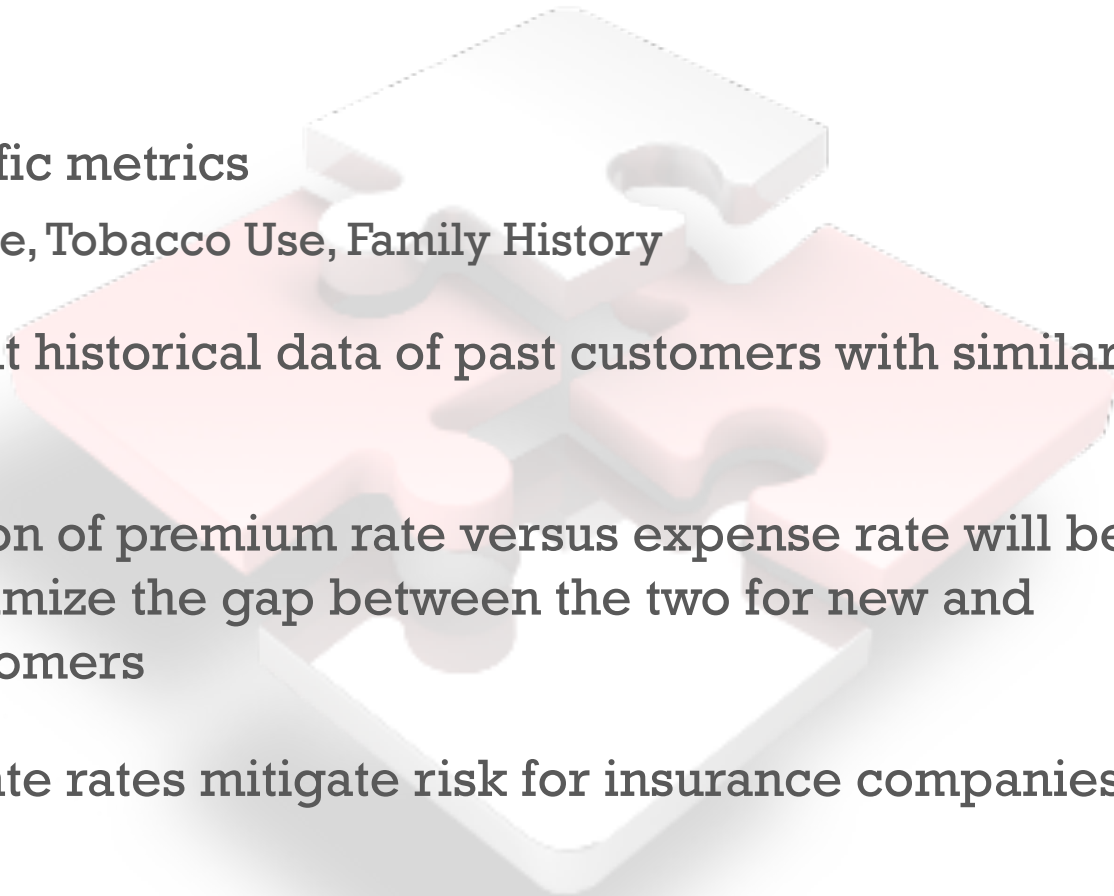 fic metrics
e, Tobacco Use, Family History
t historical data of past customers with similar
on of premium rate versus expense rate will be
mize the gap between the two for new and
omers
te rates mitigate risk for insurance companies